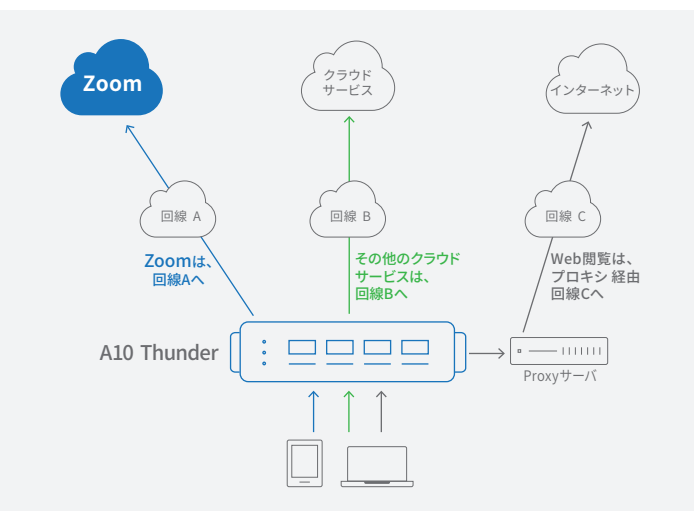 Zoom
クラウド
サービス
インターネット
回線 A
回線 B
回線 C
Zoomは、
回線Aへ
その他のクラウド
サービスは、
回線Bへ
Web閲覧は、
プロキシ 経由
回線Cへ
A10 Thunder
Proxyサーバ